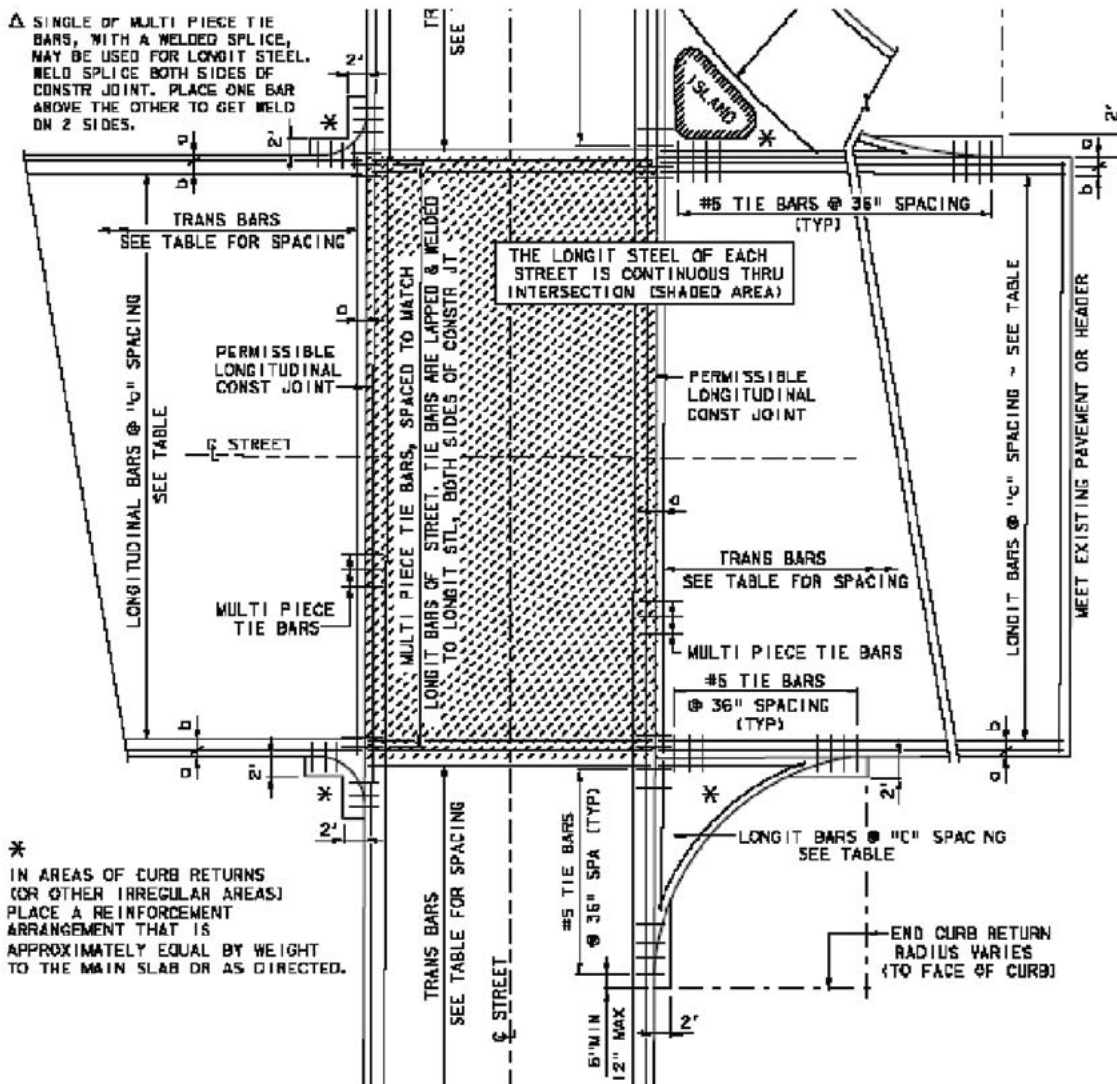 Δ SINGLE or MULTI PIECE TIE
BARS, WITH A WELDED SPLICE,
MAY BE USED FOR LONGIT STEEL.
WELD SPLICE BOTH SIDES OF
CONSTR JOINT. PLACE ONE BAR
ABOVE THE OTHER TO GET WELD
ON 2 SIDES.
2'
2'
*
TR
SEE
ISLAND
*
2'
a
b
a
b
TRANS BARS
SEE TABLE FOR SPACING
#5 TIE BARS @ 36" SPACING
(TYP)
THE LONGIT STEEL OF EACH
STREET IS CONTINUOUS THRU
INTERSECTION (SHADED AREA)
LONGITUDINAL BARS @ "c" SPACING
SEE TABLE
a
MULTI PIECE TIE BARS, SPACED TO MATCH
LONGIT BARS OF STREET. TIE BARS ARE LAPPED & WELDED
TO LONGIT STL, BOTH SIDES OF CONSTR JT
LONGIT BARS @ "c" SPACING - SEE TABLE
MEET EXISTING PAVEMENT OR HEADER
PERMISSIBLE
LONGITUDINAL
CONST JOINT
PERMISSIBLE
LONGITUDINAL
CONST JOINT
℄ STREET
a
TRANS BARS
SEE TABLE FOR SPACING
MULTI PIECE
TIE BARS
MULTI PIECE TIE BARS
#5 TIE BARS
@ 36" SPACING
(TYP)
b
a
2'
b
a
2'
*
2'
*
LONGIT BARS @ "C" SPACING
SEE TABLE
#5 TIE BARS
@ 36" SPA (TYP)
TRANS BARS
SEE TABLE FOR SPACING
℄ STREET
*
IN AREAS OF CURB RETURNS
(OR OTHER IRREGULAR AREAS)
PLACE A REINFORCEMENT
ARRANGEMENT THAT IS
APPROXIMATELY EQUAL BY WEIGHT
TO THE MAIN SLAB OR AS DIRECTED.
END CURB RETURN
RADIUS VARIES
(TO FACE OF CURB)
6"MIN
12" MAX
2'